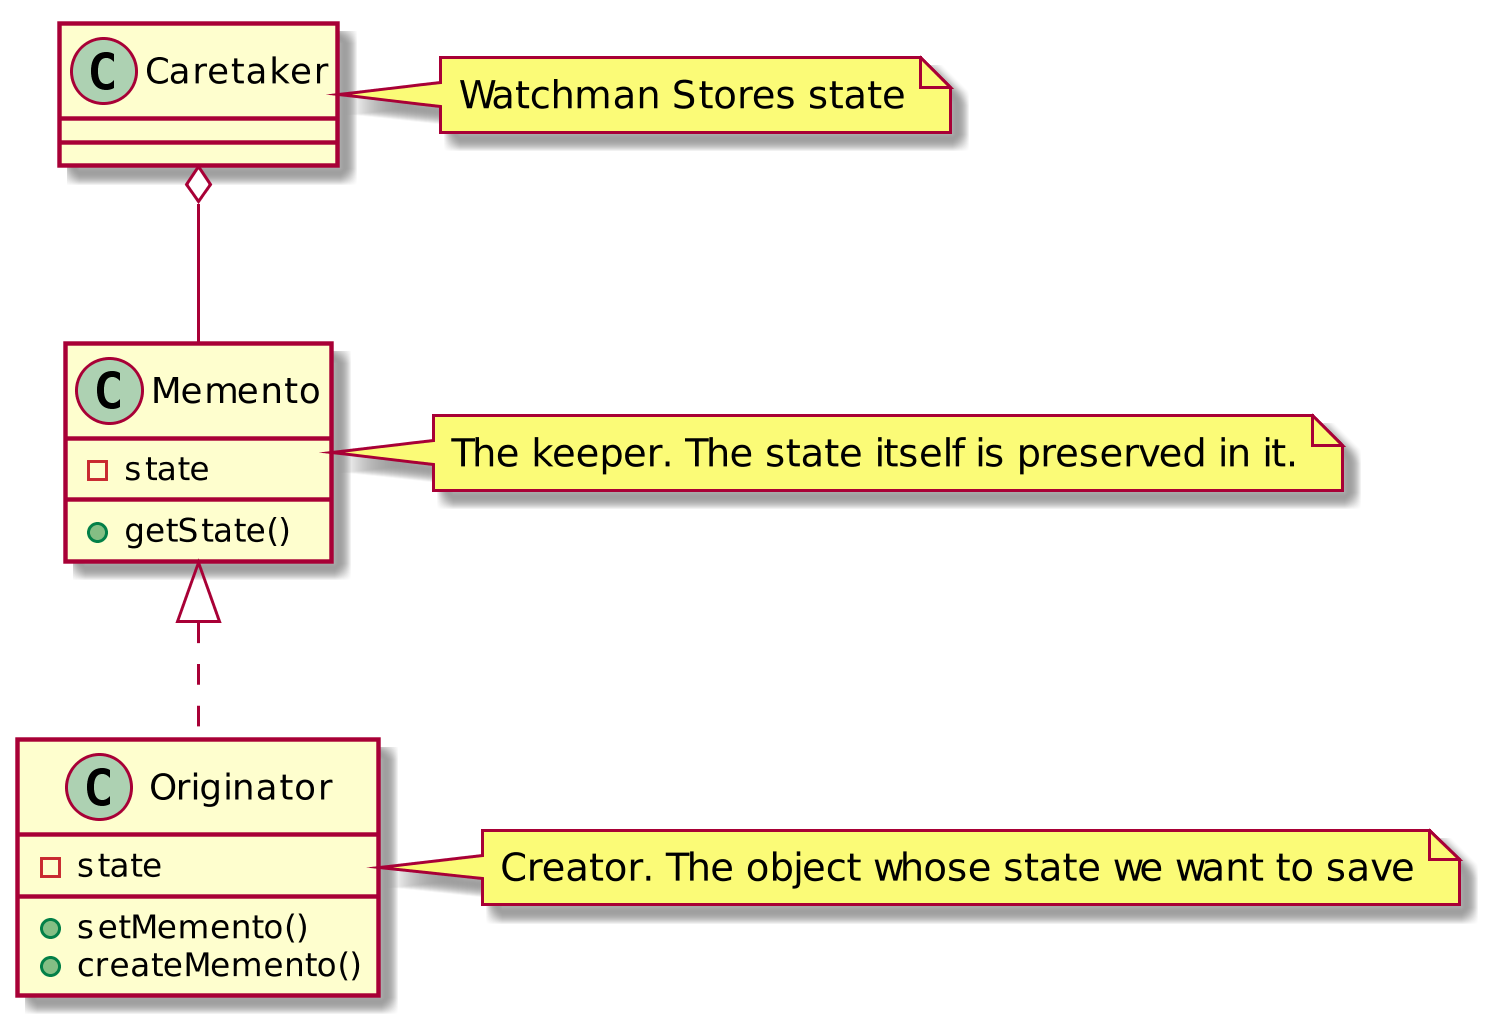 C Caretaker
Watchman Stores state
C Memento
state
getState()
The keeper. The state itself is preserved in it.
C Originator
state
setMemento()
createMemento()
Creator. The object whose state we want to save